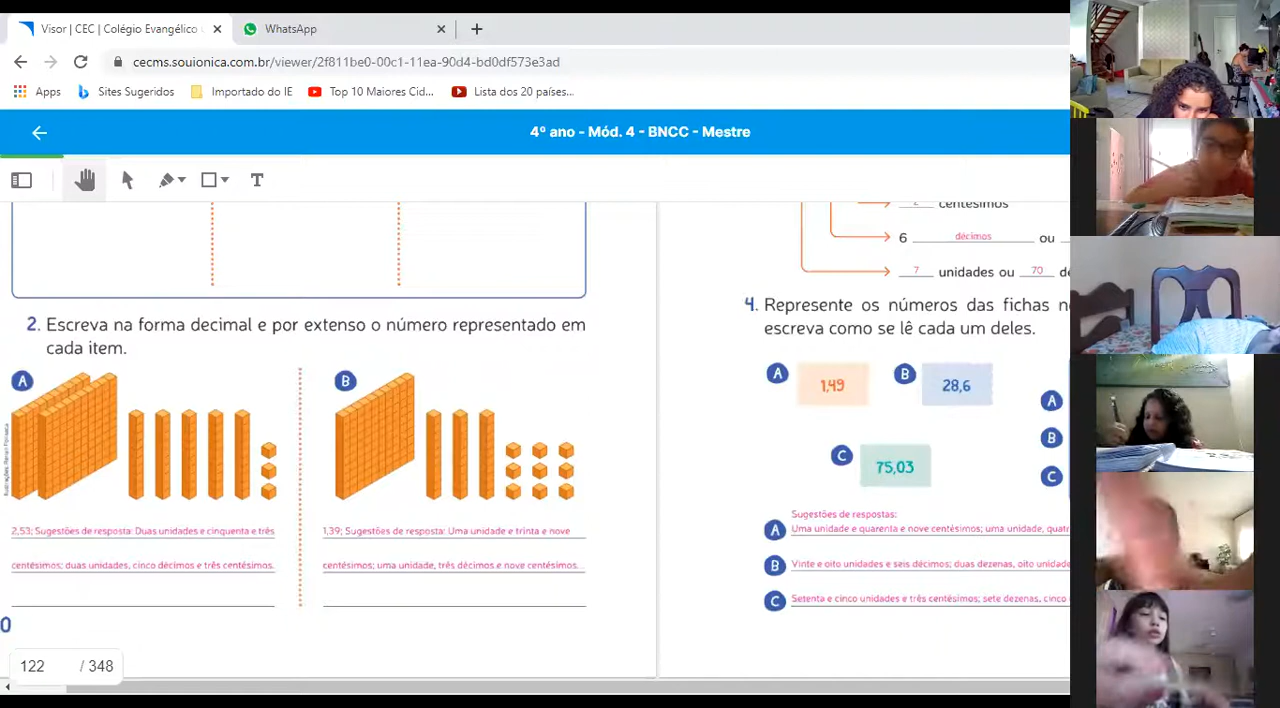 Visor | CEC | Colégio Evangélico
WhatsApp
cecms.souionica.com.br/viewer/2f811be0-00c1-11ea-90d4-bd0df573e3ad
Apps
Sites Sugeridos
Importado do IE
Top 10 Maiores Cid...
Lista dos 20 países...
4º ano - Mód. 4 - BNCC - Mestre
T
2. Escreva na forma decimal e por extenso o número representado em
cada item.
A
B
2,53; Sugestões de resposta: Duas unidades e cinquenta e três
centésimos; duas unidades, cinco décimos e três centésimos.
1,39; Sugestões de resposta: Uma unidade e trinta e nove
centésimos; uma unidade, três décimos e nove centésimos.
0
122 / 348
2 centésimos
6 décimos ou
7 unidades ou 70
4. Represente os números das fichas
escreva como se lê cada um deles.
A 1,49
B 28,6
C 75,03
A
B
C
Sugestões de respostas:
A Uma unidade e quarenta e nove centésimos; uma unidade, quat
B Vinte e oito unidades e seis décimos; duas dezenas, oito unidade
C Setenta e cinco unidades e três centésimos; sete dezenas, cinco